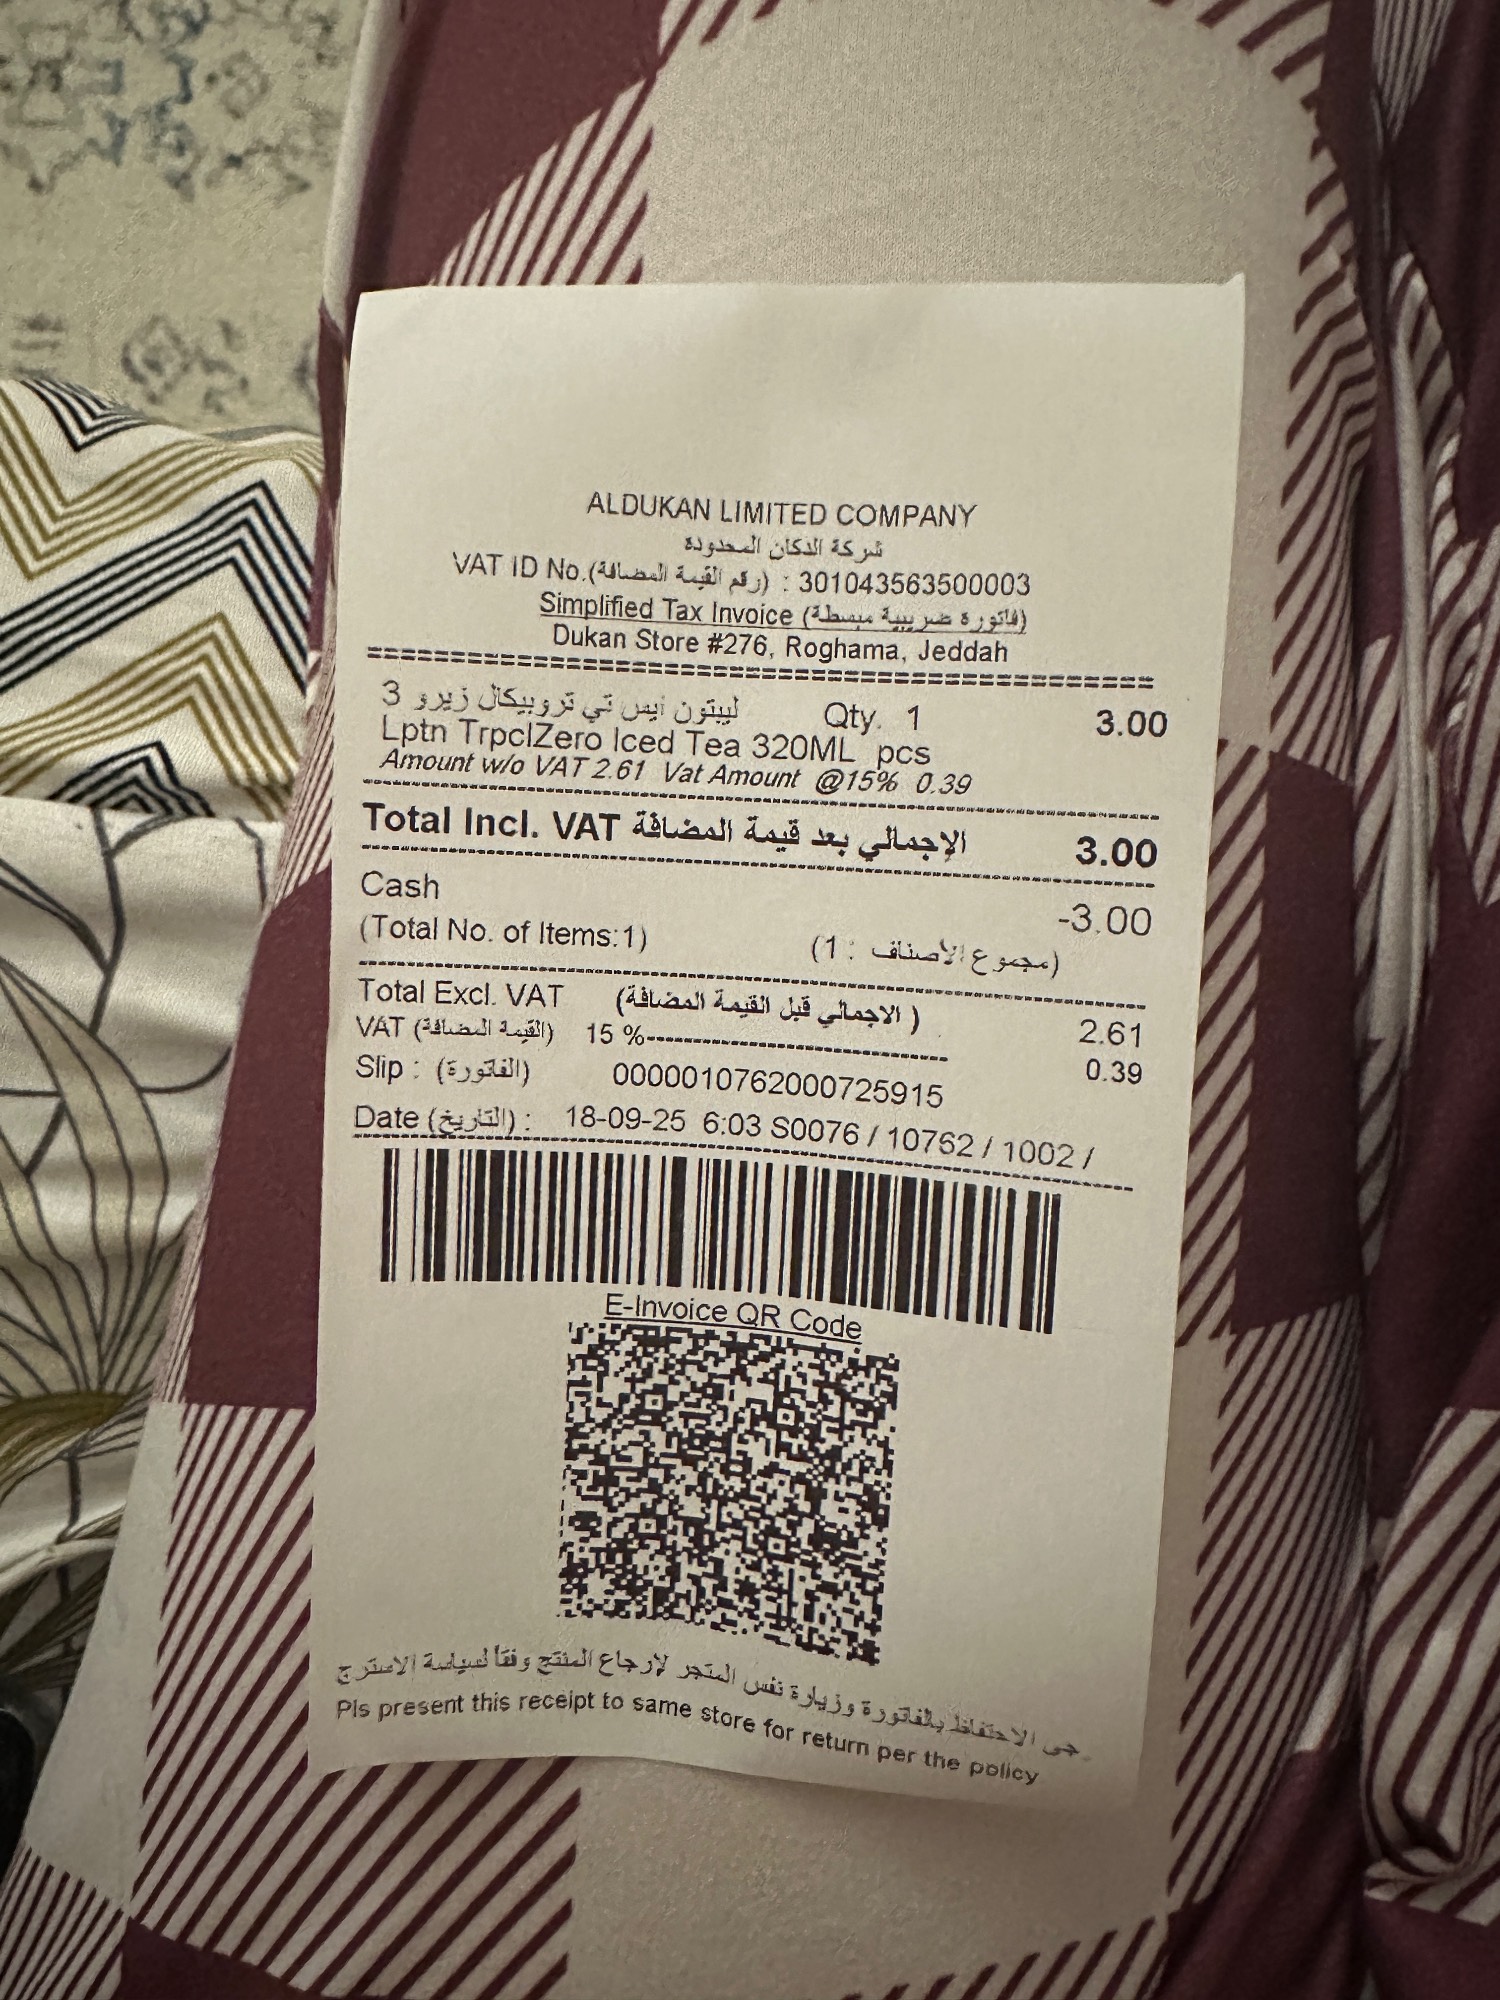 ALDUKAN LIMITED COMPANY
شركة الدكان المحدودة
VAT ID No.(رقم القيمة المضافة) : 301043563500003
Simplified Tax Invoice (فاتورة ضريبية مبسطة)
Dukan Store #276, Roghama, Jeddah
ليبتون آيس تي تروبيكال زيرو 3 Qty. 1 3.00
Lptn TrpclZero Iced Tea 320ML pcs
Amount w/o VAT 2.61 Vat Amount @15% 0.39
Total Incl. VAT الإجمالي بعد قيمة المضافة 3.00
Cash -3.00
(Total No. of Items:1) (مجموع الأصناف : 1)
Total Excl. VAT (الاجمالي قبل القيمة المضافة ) 2.61
VAT (القيمة المضافة) 15 %------------------------ 0.39
Slip : (الفاتورة) 0000010762000725915
Date (التاريخ) : 18-09-25 6:03 S0076 / 10762 / 1002 /
E-Invoice QR Code
جى الاحتفاظ بالفاتورة وزيارة نفس المتجر لإرجاع المنتج وفقا لسياسة الاسترج
Pls present this receipt to same store for return per the policy